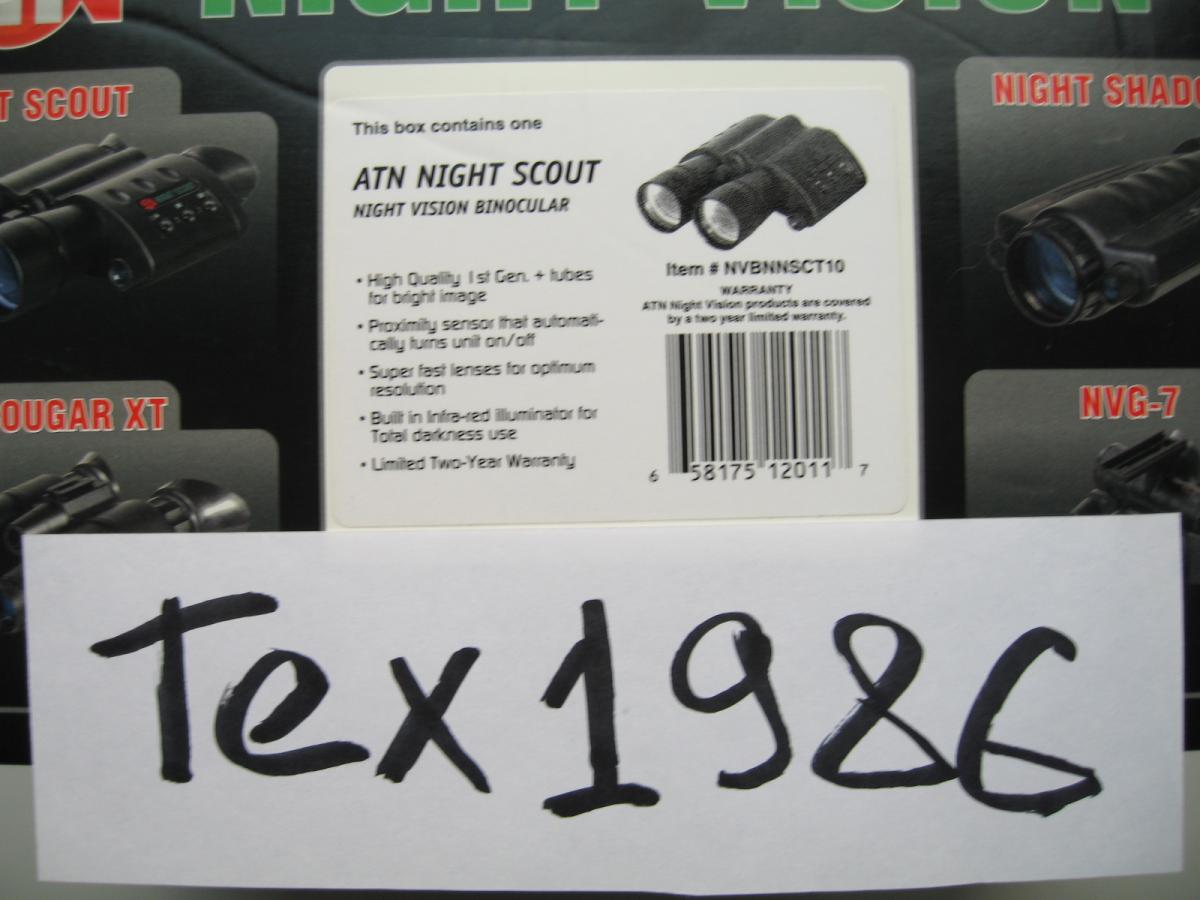 NIGHT VISION
T SCOUT
NIGHT SHADO
OUGAR XT
NVG-7
This box contains one
ATN NIGHT SCOUT
NIGHT VISION BINOCULAR
• High Quality 1st Gen. + tubes
for bright image
• Proximity sensor that automati-
cally turns unit on/off
• Super fast lenses for optimum
resolution
• Built in Infra-red illuminator for
Total darkness use
• Limited Two-Year Warranty
Item # NVBNNSCT10
WARRANTY
ATN Night Vision products are covered
by a two year limited warranty.
6 58175 12011 7
Tex1986